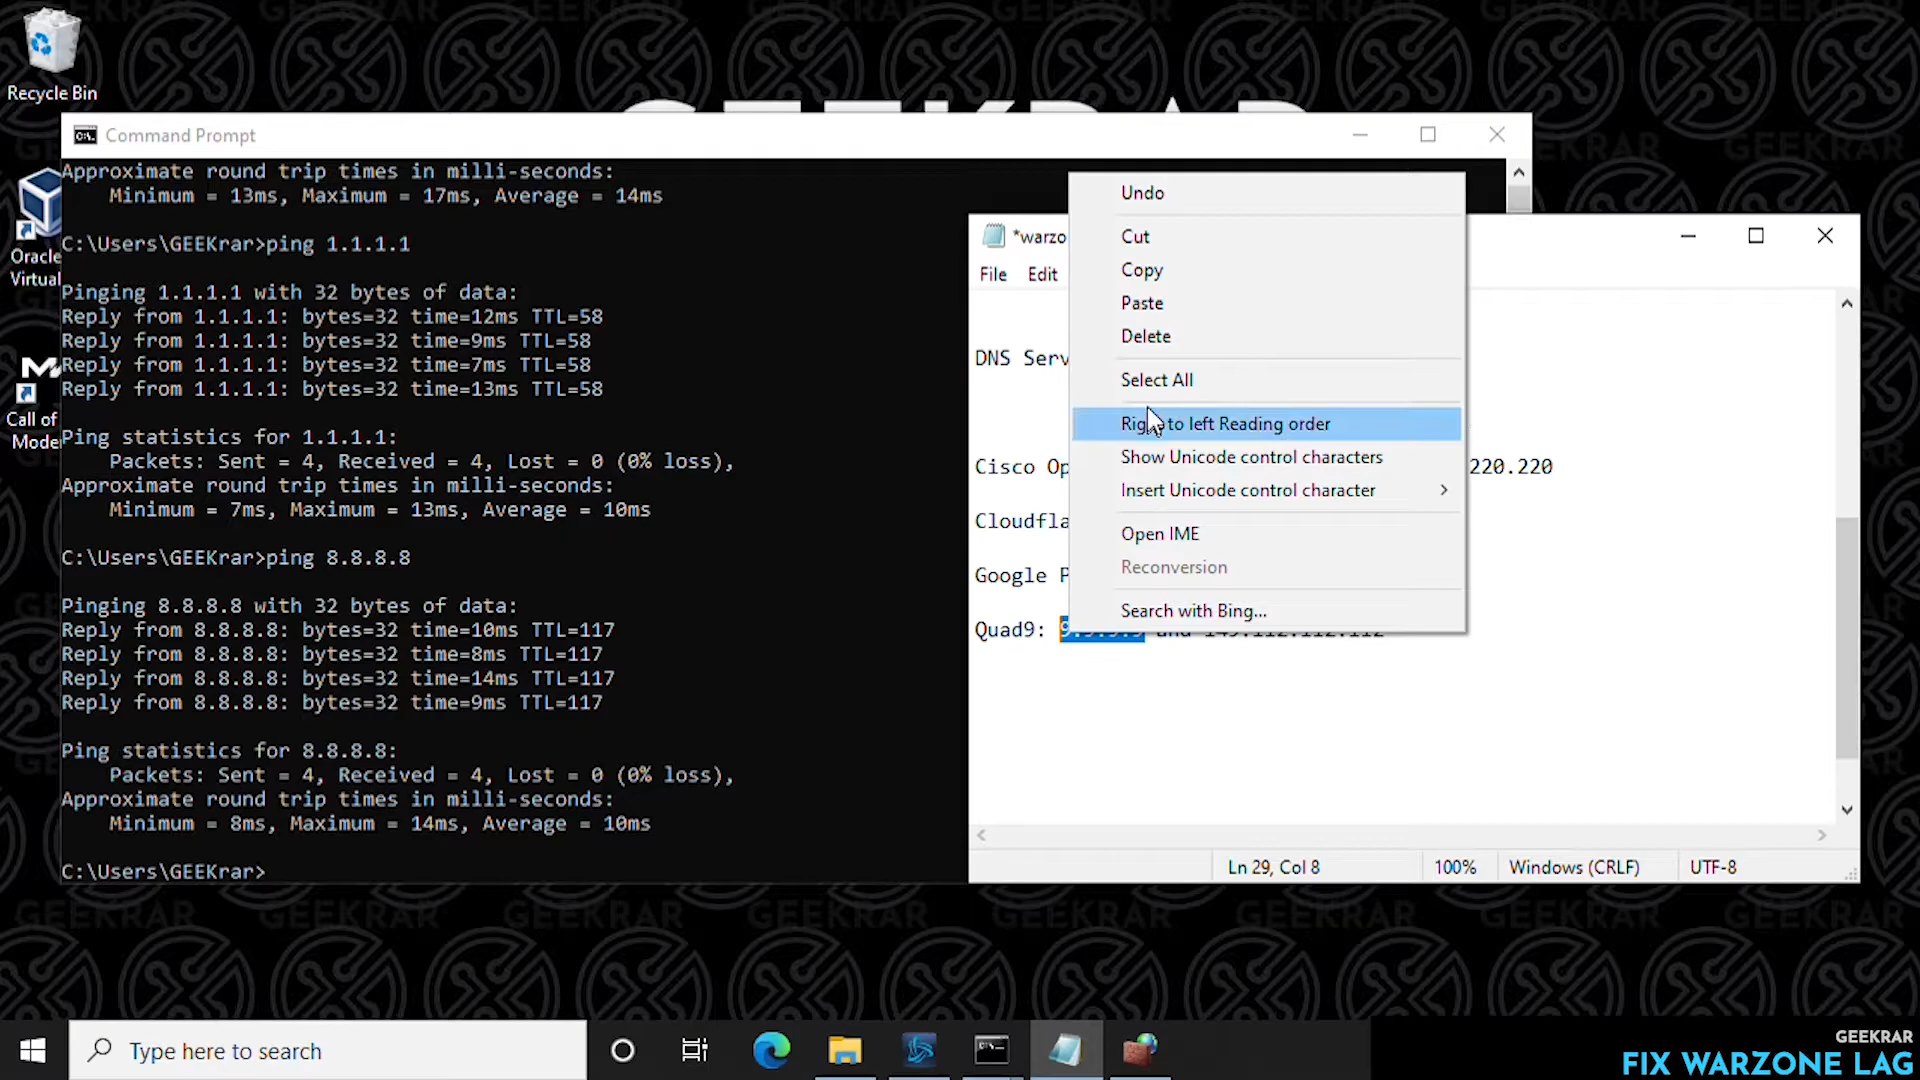 Recycle Bin
Oracle
Virtual
Call of
Mode
Command Prompt
Approximate round trip times in milli-seconds:
Minimum = 13ms, Maximum = 17ms, Average = 14ms
C:\Users\GEEKrar>ping 1.1.1.1
Pinging 1.1.1.1 with 32 bytes of data:
Reply from 1.1.1.1: bytes=32 time=12ms TTL=58
Reply from 1.1.1.1: bytes=32 time=9ms TTL=58
Reply from 1.1.1.1: bytes=32 time=7ms TTL=58
Reply from 1.1.1.1: bytes=32 time=13ms TTL=58
Ping statistics for 1.1.1.1:
Packets: Sent = 4, Received = 4, Lost = 0 (0% loss),
Approximate round trip times in milli-seconds:
Minimum = 7ms, Maximum = 13ms, Average = 10ms
C:\Users\GEEKrar>ping 8.8.8.8
Pinging 8.8.8.8 with 32 bytes of data:
Reply from 8.8.8.8: bytes=32 time=10ms TTL=117
Reply from 8.8.8.8: bytes=32 time=8ms TTL=117
Reply from 8.8.8.8: bytes=32 time=14ms TTL=117
Reply from 8.8.8.8: bytes=32 time=9ms TTL=117
Ping statistics for 8.8.8.8:
Packets: Sent = 4, Received = 4, Lost = 0 (0% loss),
Approximate round trip times in milli-seconds:
Minimum = 8ms, Maximum = 14ms, Average = 10ms
C:\Users\GEEKrar>
*warzo
File Edit
DNS Serv
Cisco Op 220.220
Cloudfla
Google P
Quad9: and 149.112.112.112
Undo
Cut
Copy
Paste
Delete
Select All
to left Reading order
Show Unicode control characters
Insert Unicode control character
Open IME
Reconversion
Search with Bing...
Ln 29, Col 8 100% Windows (CRLF) UTF-8
GEEKRAR GEEKRAR GEEKRAR GEEKRAR GEEKRAR GEEKRAR GEEKRAR GEEKRAR
Type here to search
GEEKRAR
FIX WARZONE LAG